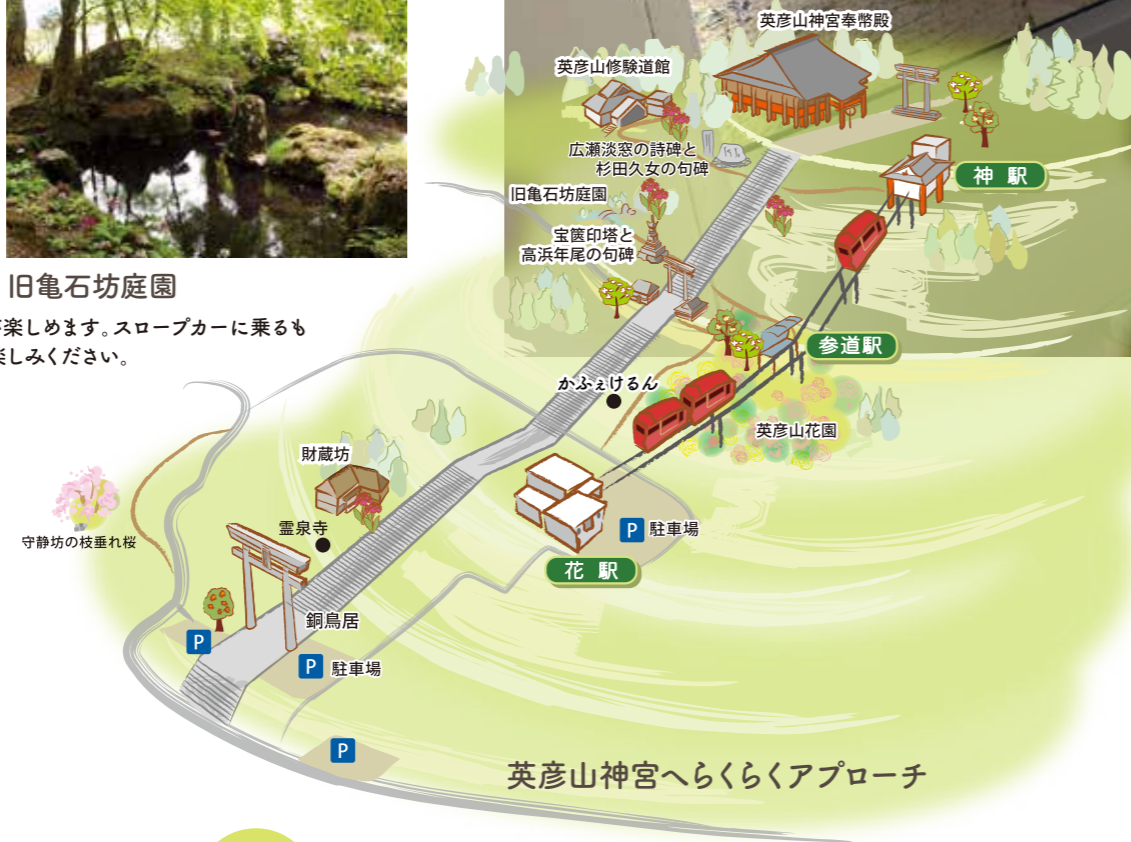 英彦山神宮奉幣殿
英彦山修験道館
広瀬淡窓の詩碑と
杉田久女の句碑
神 駅
旧亀石坊庭園
宝篋印塔と
高浜年尾の句碑
旧亀石坊庭園
楽しめます。スロープカーに乗るも
楽しみください。
参道駅
かふぇけるん
英彦山花園
財蔵坊
守静坊の枝垂れ桜
霊泉寺
P 駐車場
花 駅
銅鳥居
P
P 駐車場
P
英彦山神宮へらくらくアプローチ